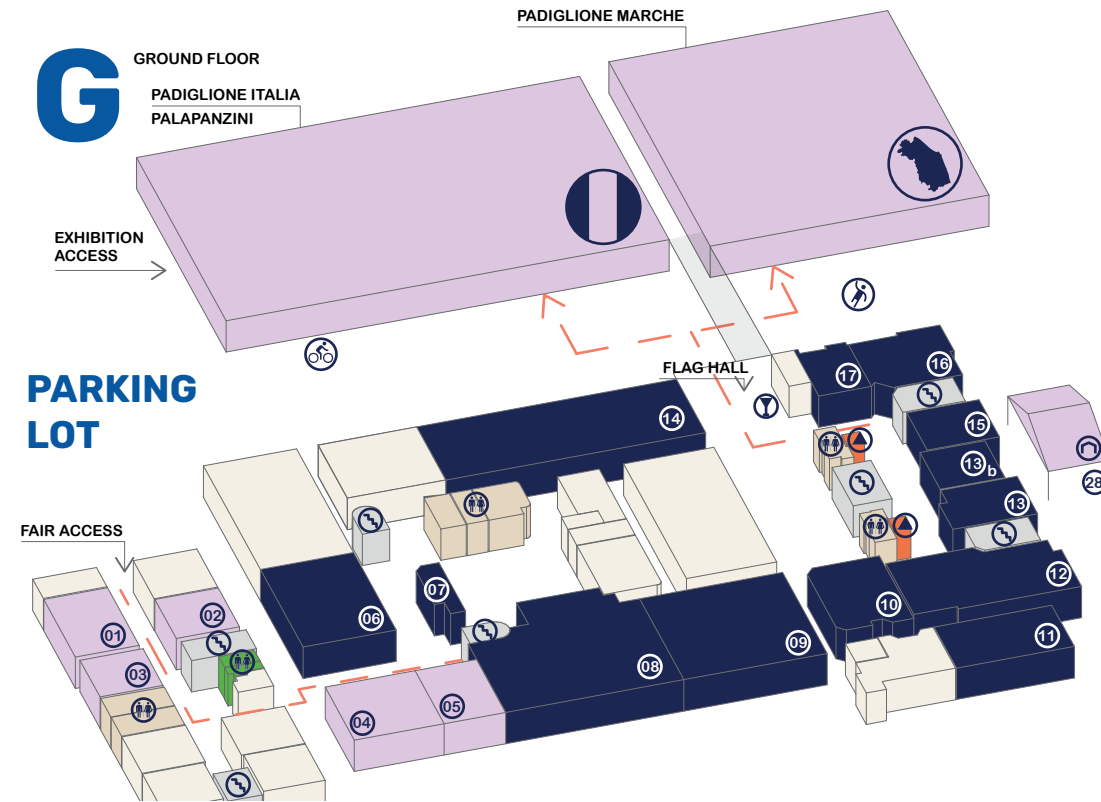 PADIGLIONE MARCHE
G
GROUND FLOOR
PADIGLIONE ITALIA
PALAPANZINI
EXHIBITION
ACCESS
PARKING
LOT
FLAG HALL
16
17
14
15
13b
28
13
FAIR ACCESS
12
07
10
02
06
01
11
09
03
08
05
04